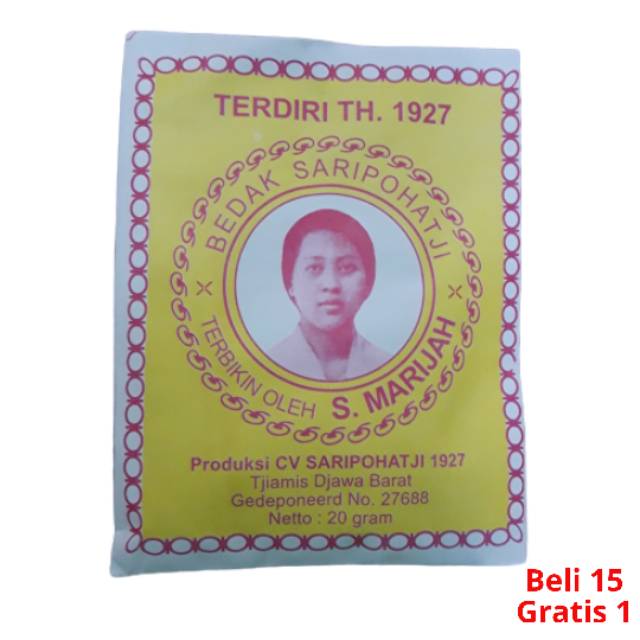 TERDIRI TH. 1927
BEDAK SARIPOHATJI
TERBIKIN OLEH S. MARIJAH
Produksi CV SARIPOHATJI 1927
Tjiamis Djawa Barat
Gedeponeerd No. 27688
Netto : 20 gram
Beli 15
Gratis 1